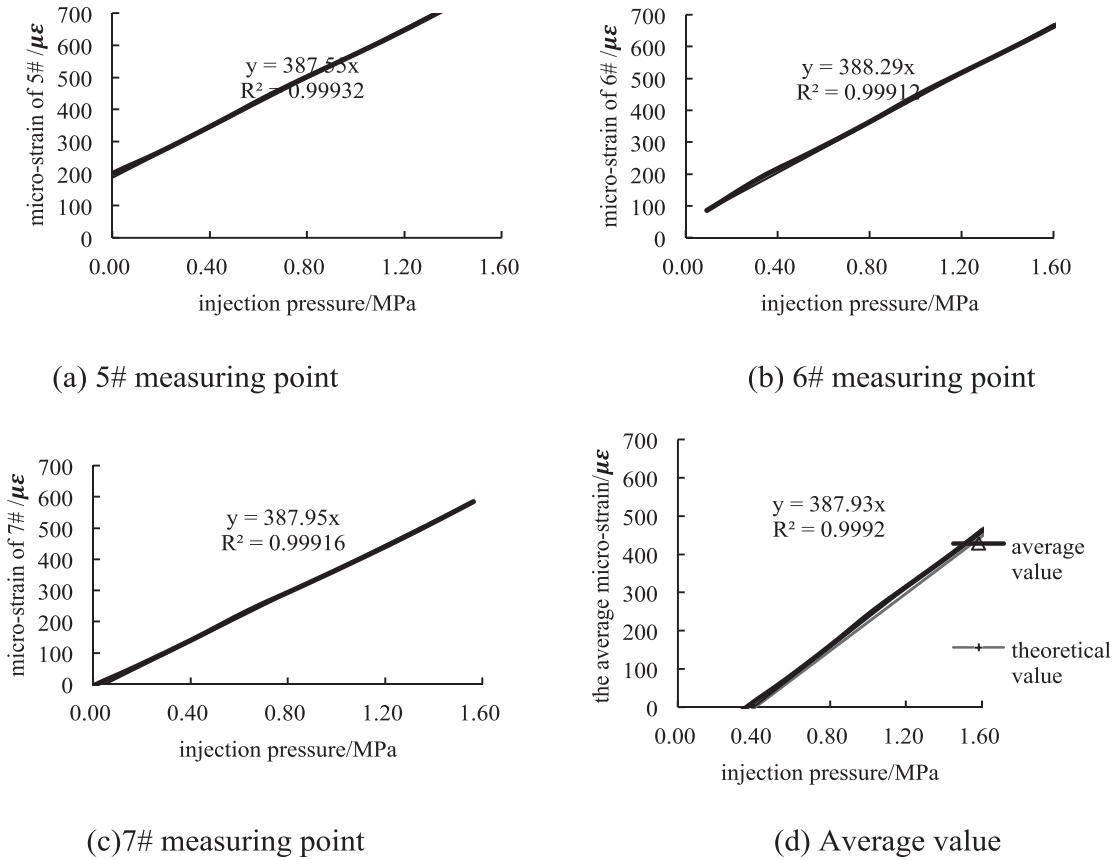 700
600
500
400
300
200
100
0
micro-strain of 5# /με
y = 387.55x
R² = 0.99932
0.00 0.40 0.80 1.20 1.60
injection pressure/MPa
(a) 5# measuring point
700
600
500
400
300
200
100
0
micro-strain of 6# /με
y = 388.29x
R² = 0.99912
0.00 0.40 0.80 1.20 1.60
injection pressure/MPa
(b) 6# measuring point
700
600
500
400
300
200
100
0
micro-strain of 7# /με
y = 387.95x
R² = 0.99916
0.00 0.40 0.80 1.20 1.60
injection pressure/MPa
(c)7# measuring point
700
600
500
400
300
200
100
0
the average micro-strain/με
y = 387.93x
R² = 0.9992
average
value
theoretical
value
0.00 0.40 0.80 1.20 1.60
injection pressure/MPa
(d) Average value